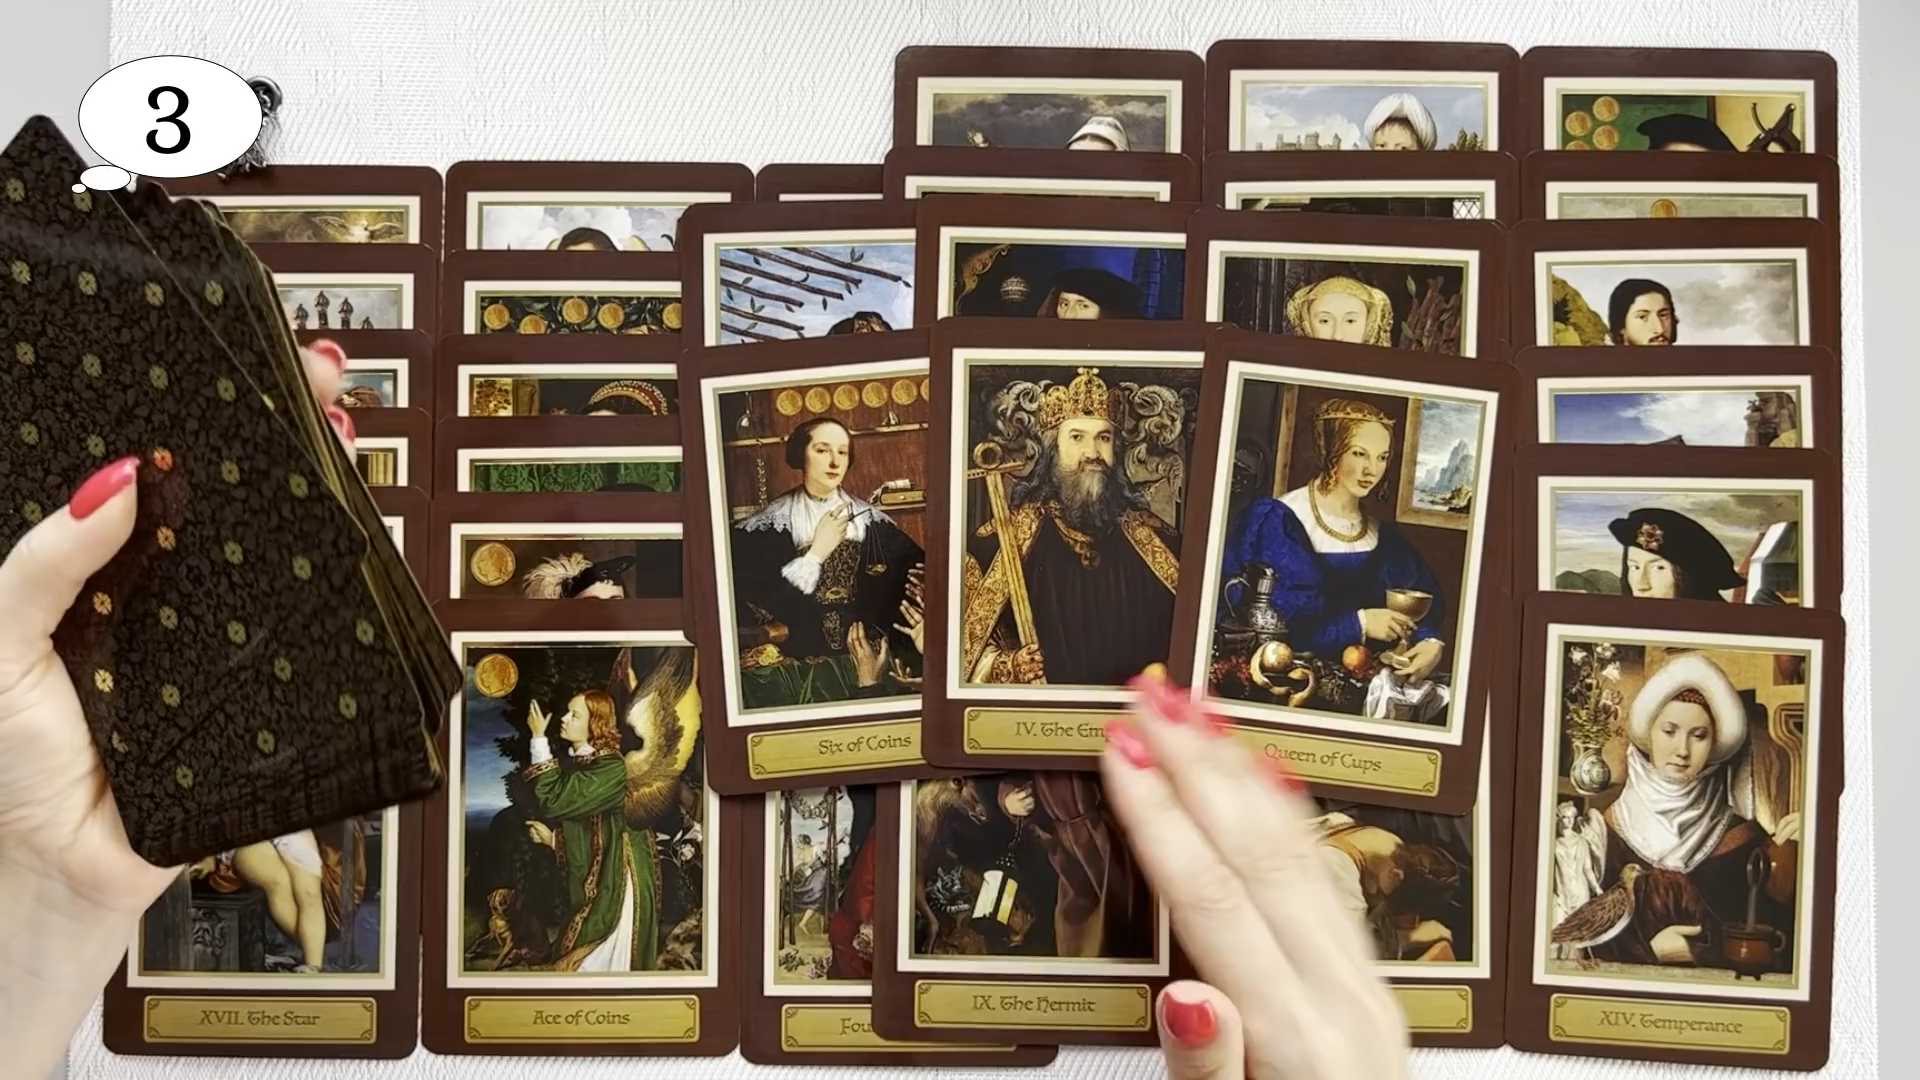 3
Six of Coins
IV. The Em
Queen of Cups
XVII. The Star
Ace of Coins
Fou
IX. The Hermit
XIV. Temperance